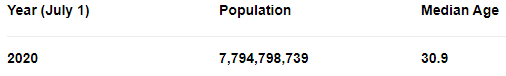 Year (July 1) Population Median Age
2020 7,794,798,739 30.9